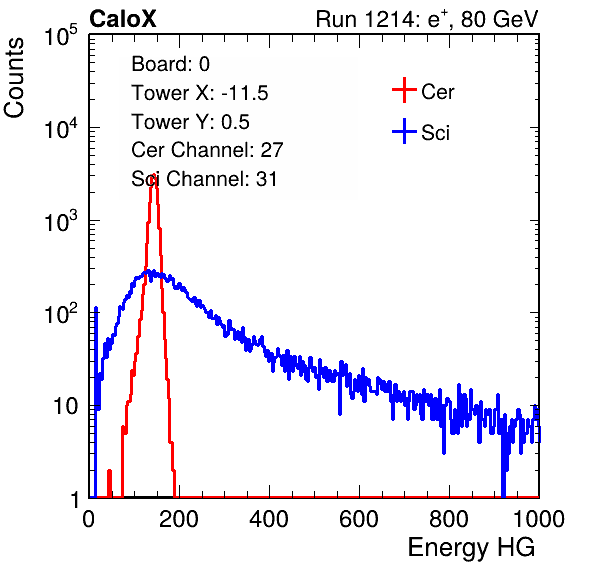 CaloX Run 1214: e+, 80 GeV
Counts
Board: 0
Tower X: -11.5
Tower Y: 0.5
Cer Channel: 27
Sci Channel: 31
Cer
Sci
10^5
10^4
10^3
10^2
10
1
0 200 400 600 800 1000
Energy HG